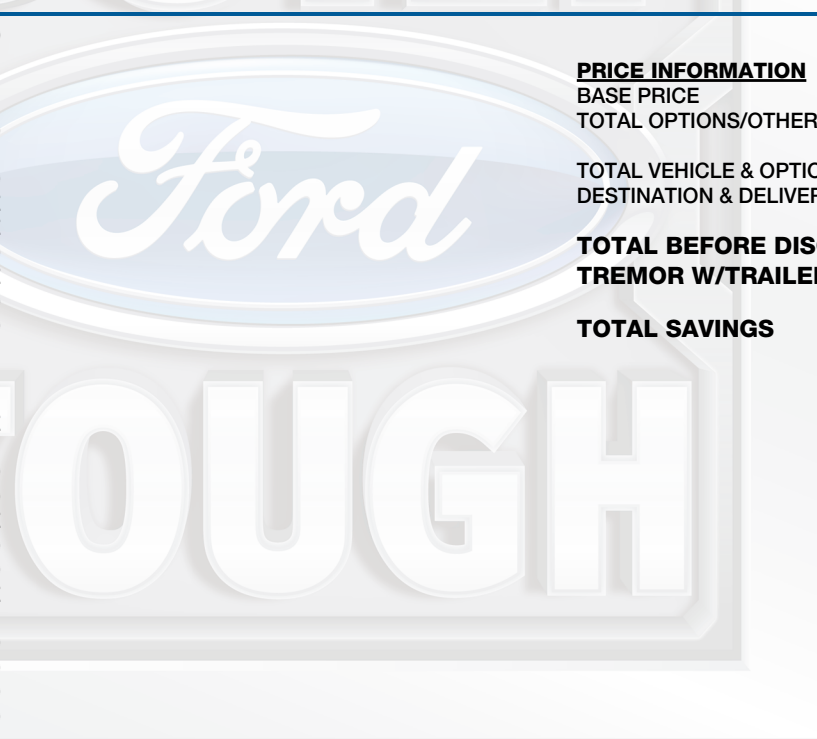 PRICE INFORMATION
BASE PRICE
TOTAL OPTIONS/OTHER
TOTAL VEHICLE & OPTIO
DESTINATION & DELIVER
TOTAL BEFORE DIS
TREMOR W/TRAILE
TOTAL SAVINGS
Ford
TOUGH